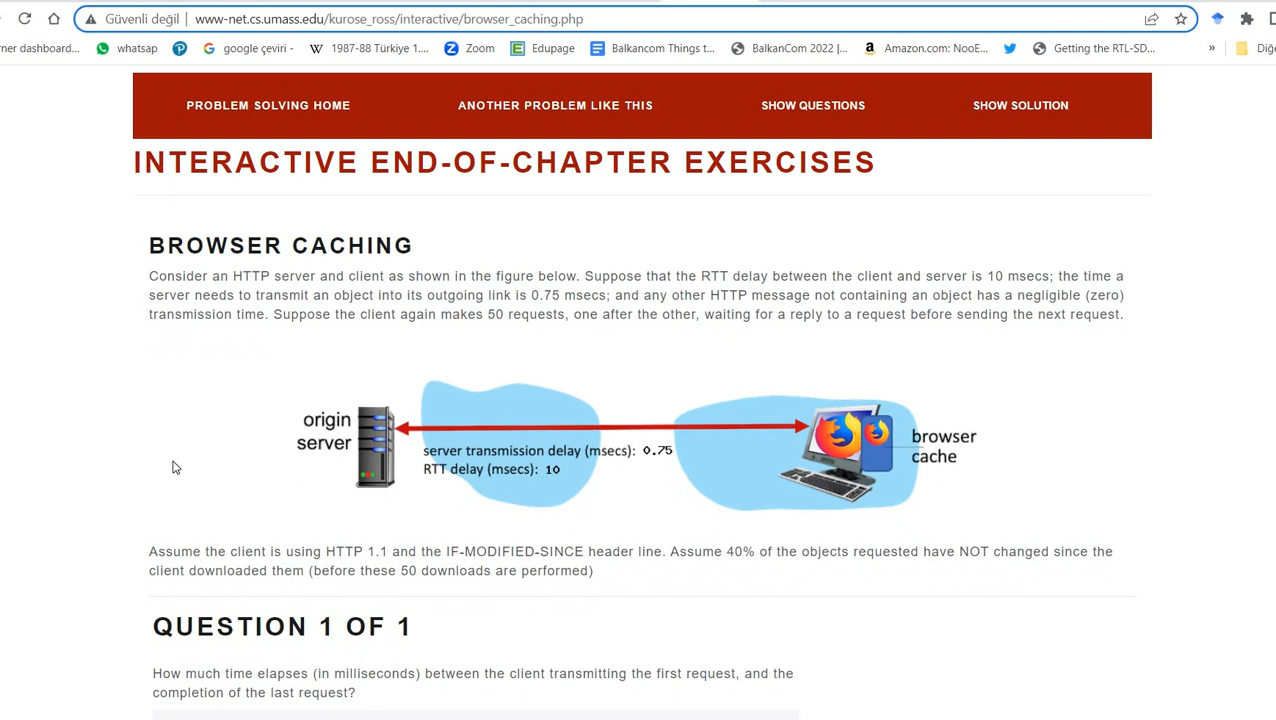 Güvenli değil www-net.cs.umass.edu/kurose_ross/interactive/browser_caching.php
rner dashboard... whatsap google çeviri - 1987-88 Türkiye 1.... Zoom Edupage Balkancom Things t... BalkanCom 2022 |... Amazon.com: NooE... Getting the RTL-SD... » Diğe
PROBLEM SOLVING HOME ANOTHER PROBLEM LIKE THIS SHOW QUESTIONS SHOW SOLUTION
INTERACTIVE END-OF-CHAPTER EXERCISES
BROWSER CACHING
Consider an HTTP server and client as shown in the figure below. Suppose that the RTT delay between the client and server is 10 msecs; the time a
server needs to transmit an object into its outgoing link is 0.75 msecs; and any other HTTP message not containing an object has a negligible (zero)
transmission time. Suppose the client again makes 50 requests, one after the other, waiting for a reply to a request before sending the next request.
origin
server
server transmission delay (msecs): 0.75
RTT delay (msecs): 10
browser
cache
Assume the client is using HTTP 1.1 and the IF-MODIFIED-SINCE header line. Assume 40% of the objects requested have NOT changed since the
client downloaded them (before these 50 downloads are performed)
QUESTION 1 OF 1
How much time elapses (in milliseconds) between the client transmitting the first request, and the
completion of the last request?